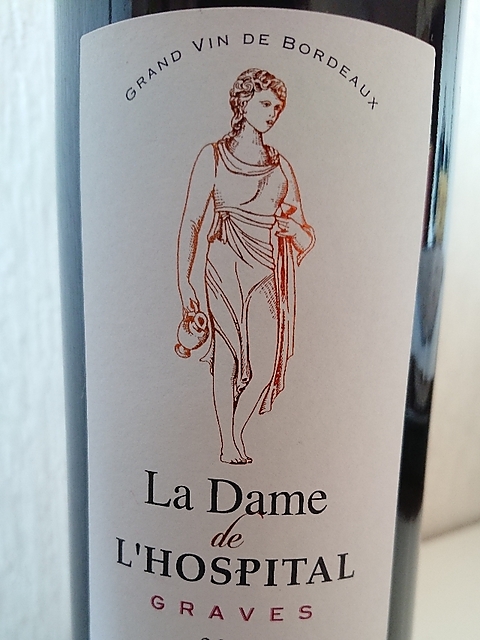 GRAND VIN DE BORDEAUX
La Dame
de
L'HOSPITAL
GRAVES